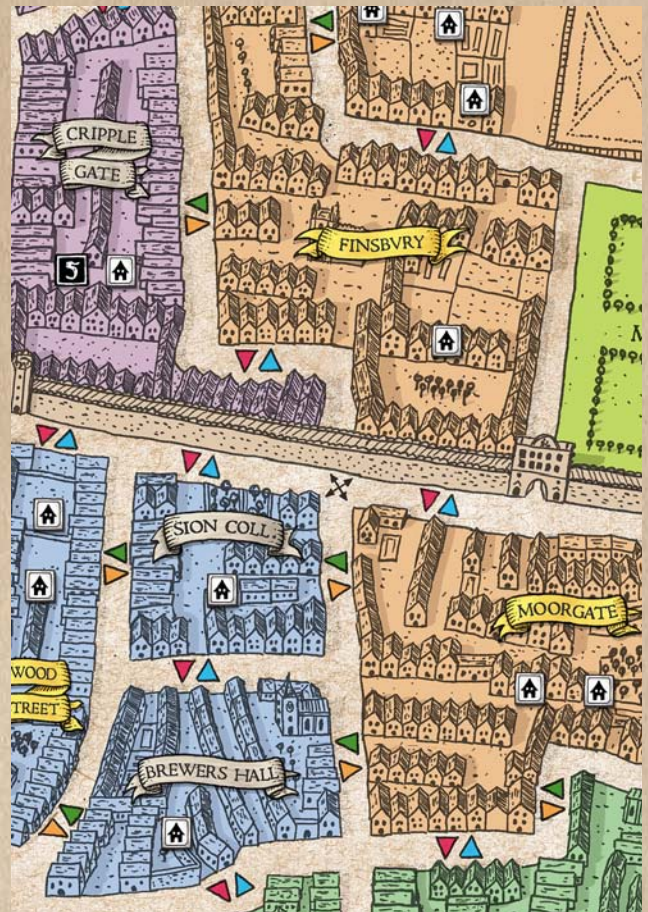 CRIPPLE
GATE
5
FINSBVRY
M
SION COLL
MOORGATE
WOOD
TREET
BREWERS HALL